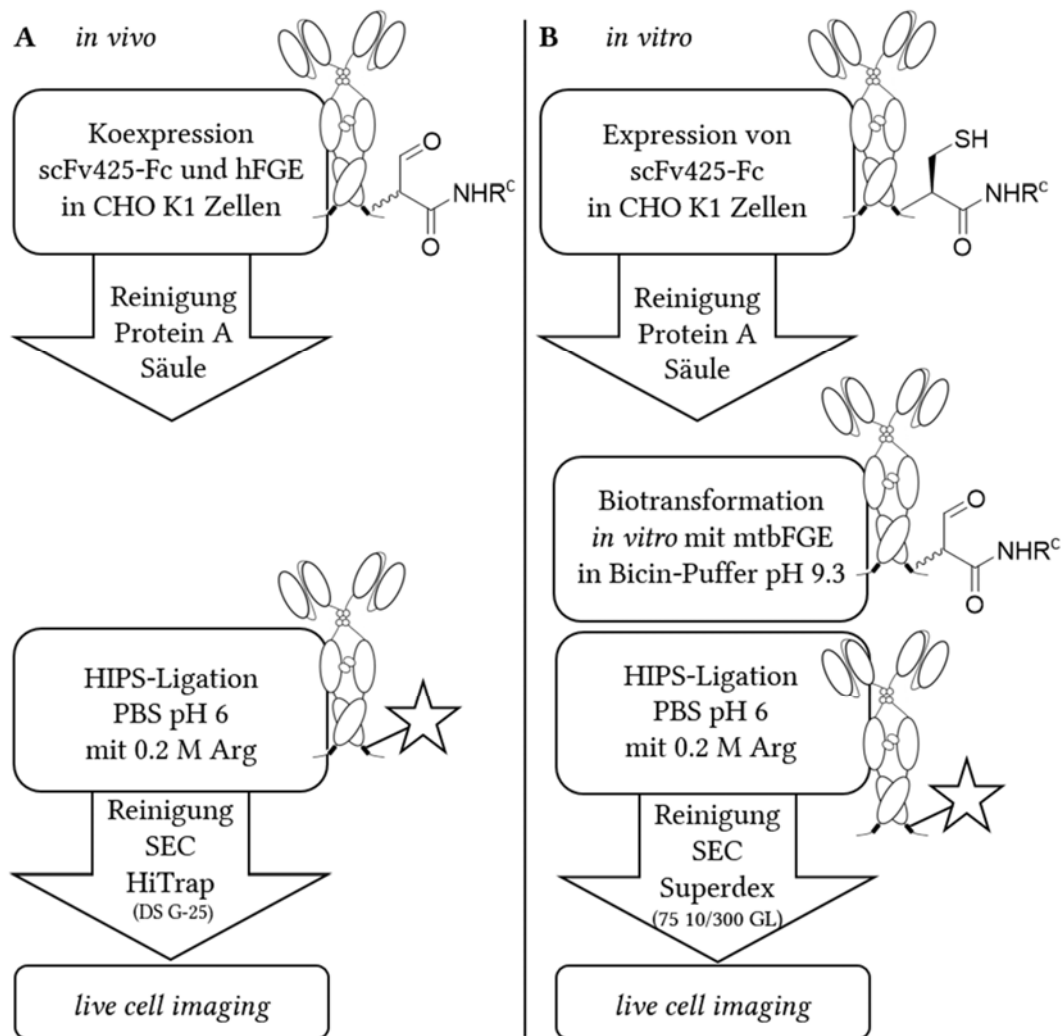 A in vivo
Koexpression
scFv425-Fc und hFGE
in CHO K1 Zellen
O
NHRᶜ
O
Reinigung
Protein A
Säule
HIPS-Ligation
PBS pH 6
mit 0.2 M Arg
Reinigung
SEC
HiTrap
(DS G-25)
live cell imaging
B in vitro
Expression von
scFv425-Fc
in CHO K1 Zellen
SH
NHRᶜ
O
Reinigung
Protein A
Säule
Biotransformation
in vitro mit mtbFGE
in Bicin-Puffer pH 9.3
O
NHRᶜ
O
HIPS-Ligation
PBS pH 6
mit 0.2 M Arg
Reinigung
SEC
Superdex
(75 10/300 GL)
live cell imaging